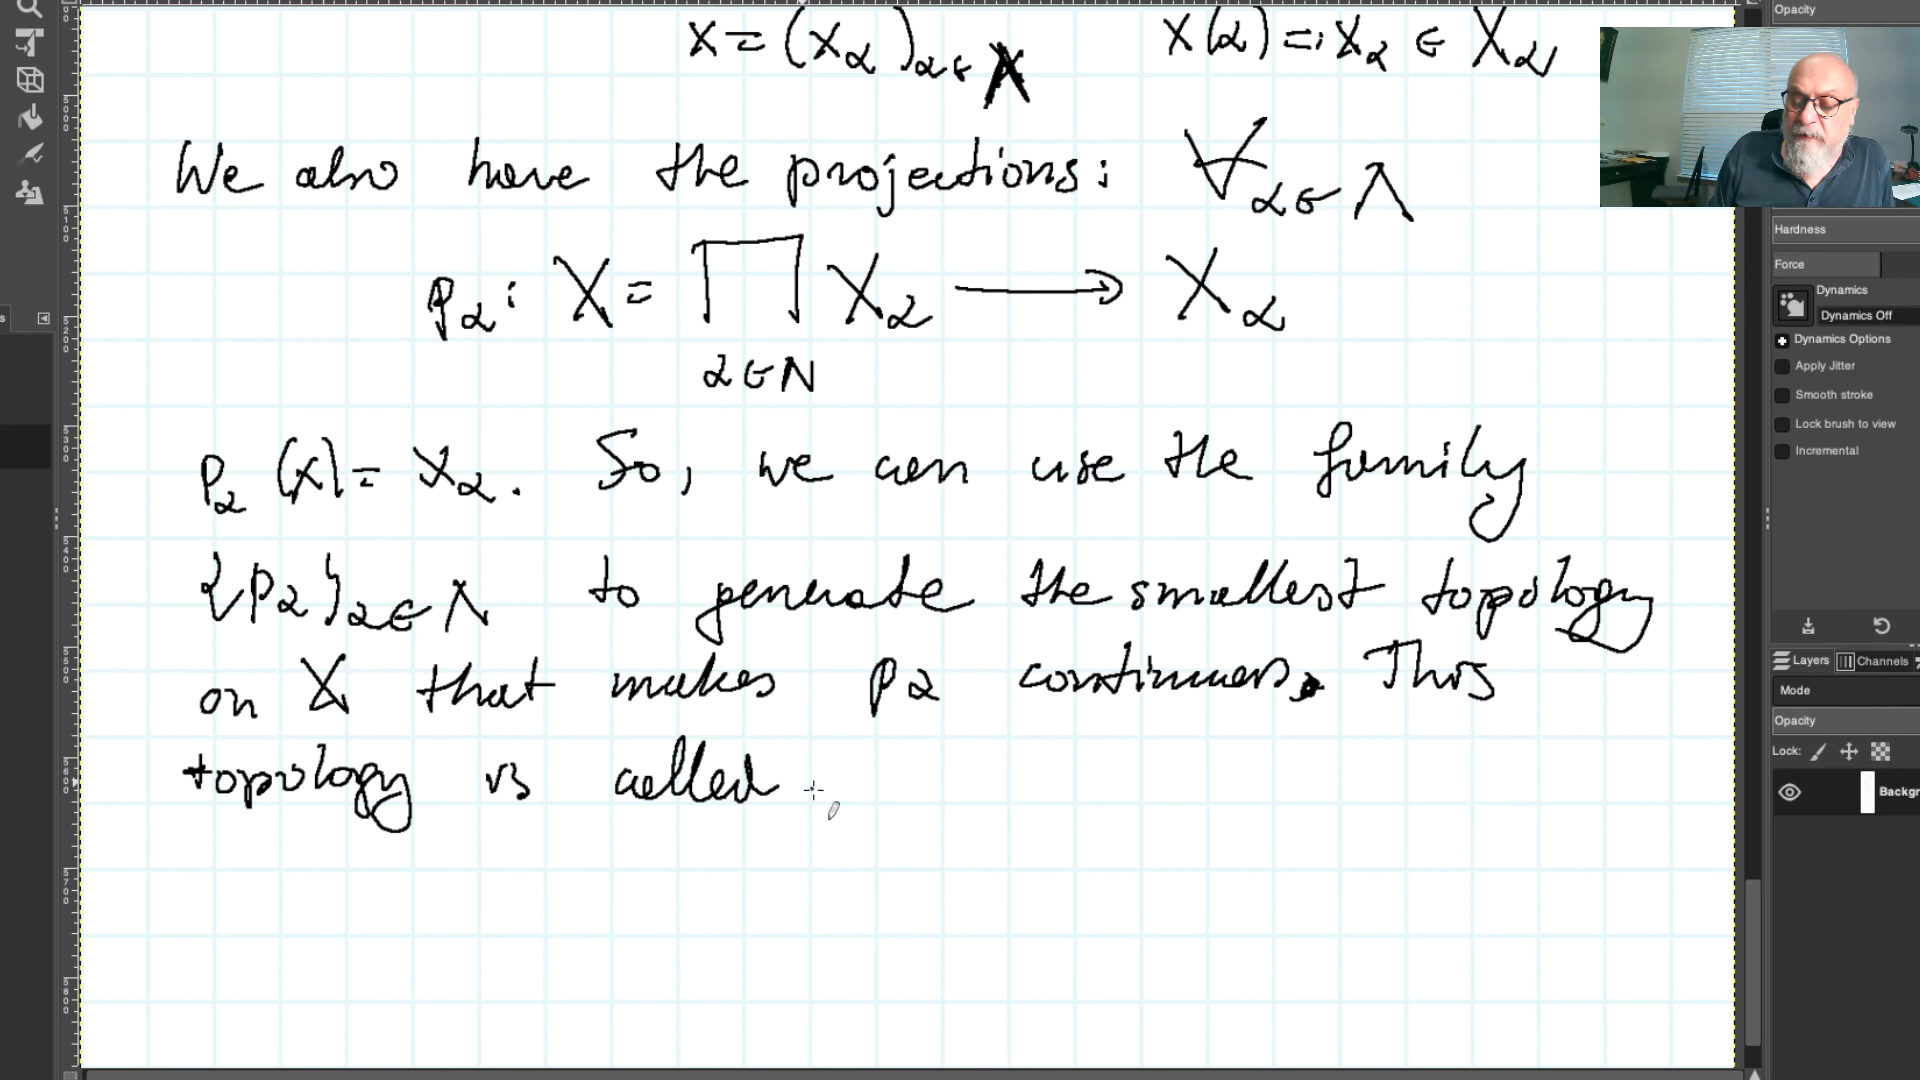 x = (x_α)_{α∈Λ} x(α) =: x_α ∈ X_α
We also have the projections: ∀_{α∈Λ}
p_α : X = ∏ X_α ⟶ X_α
α∈Λ
p_α (x) = x_α. So, we can use the family
{p_α}_{α∈Λ} to generate the smallest topology
on X that makes p_α continuous. This
topology is called
Opacity
Hardness
Force
Dynamics
Dynamics Off
Dynamics Options
Apply Jitter
Smooth stroke
Lock brush to view
Incremental
Layers Channels
Mode
Opacity
Lock:
Backgr